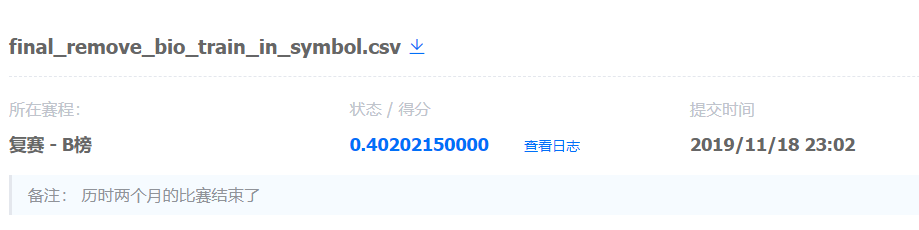 final_remove_bio_train_in_symbol.csv
所在赛程: 状态 / 得分 提交时间
复赛 - B榜 0.40202150000 查看日志 2019/11/18 23:02
备注: 历时两个月的比赛结束了